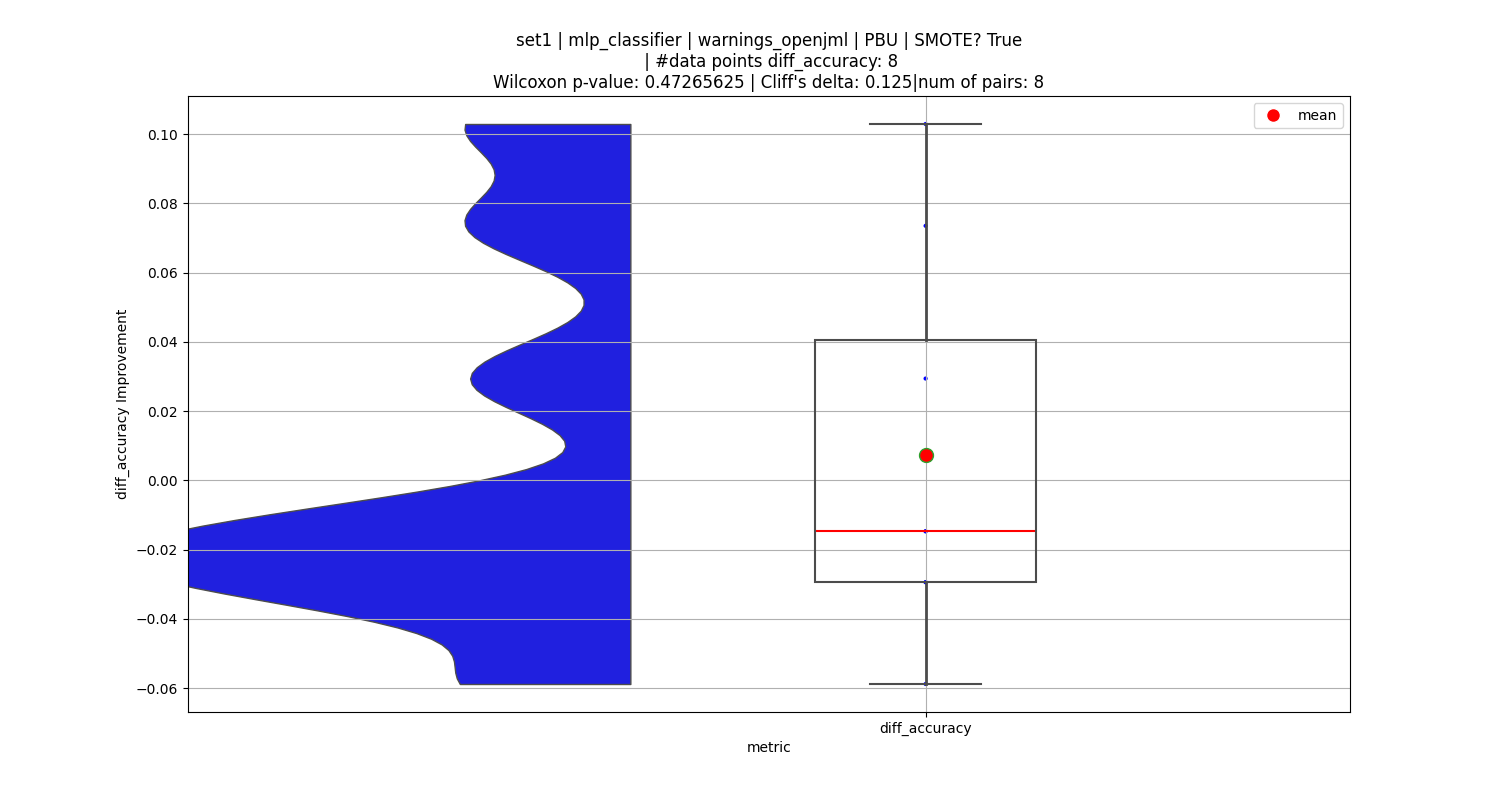 set1 | mlp_classifier | warnings_openjml | PBU | SMOTE? True
| #data points diff_accuracy: 8
Wilcoxon p-value: 0.47265625 | Cliff's delta: 0.125|num of pairs: 8
mean
0.10
0.08
0.06
0.04
0.02
0.00
−0.02
−0.04
−0.06
diff_accuracy Improvement
diff_accuracy
metric